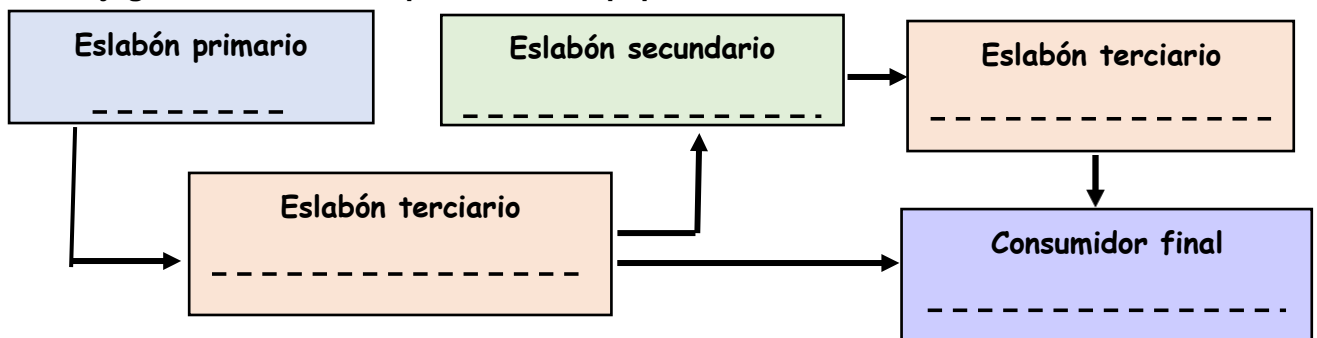 Eslabón primario
_ _ _ _ _ _ _ _
Eslabón secundario
_ _ _ _ _ _ _ _ _ _ _ _ _ _ _
Eslabón terciario
_ _ _ _ _ _ _ _ _ _ _ _ _ _
Eslabón terciario
_ _ _ _ _ _ _ _ _ _ _ _ _ _ _
Consumidor final
_ _ _ _ _ _ _ _ _ _ _ _ _ _ _